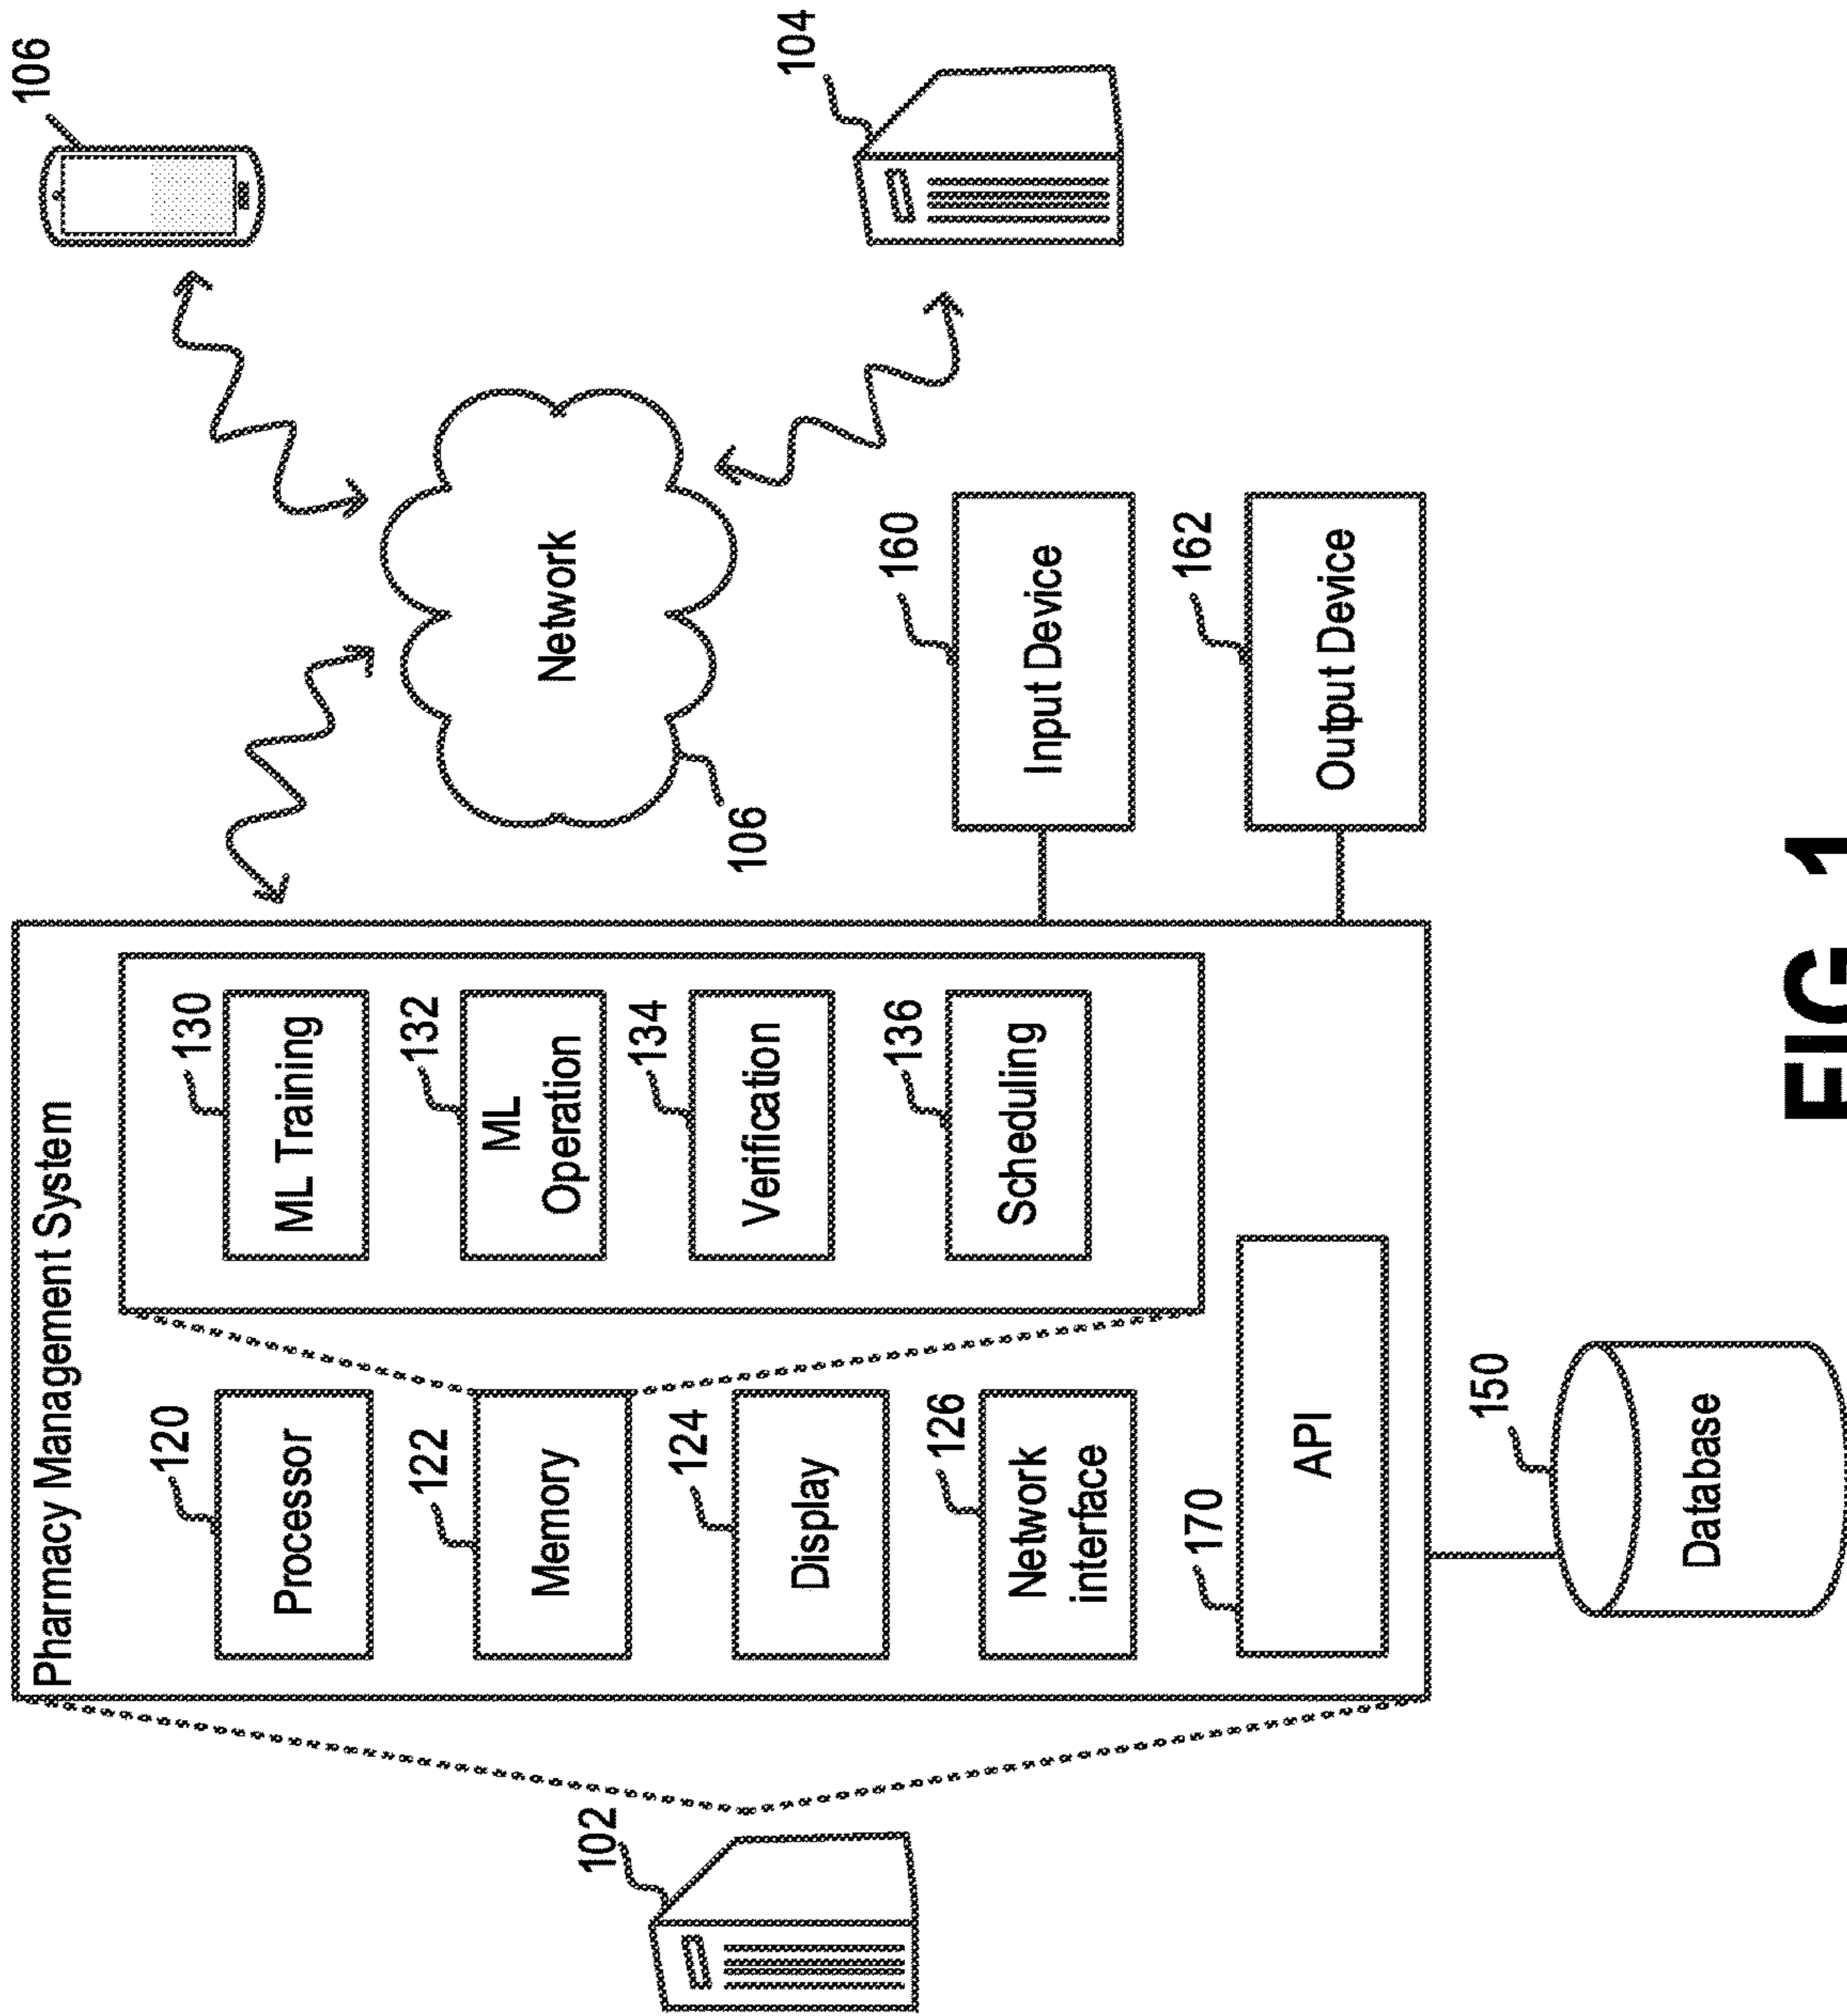 Pharmacy Management System
102
120
Processor
122
Memory
124
Display
126
Network
interface
170
API
130
ML Training
132
ML
Operation
134
Verification
136
Scheduling
150
Database
106
Network
106
104
160
Input Device
162
Output Device
FIG. 1